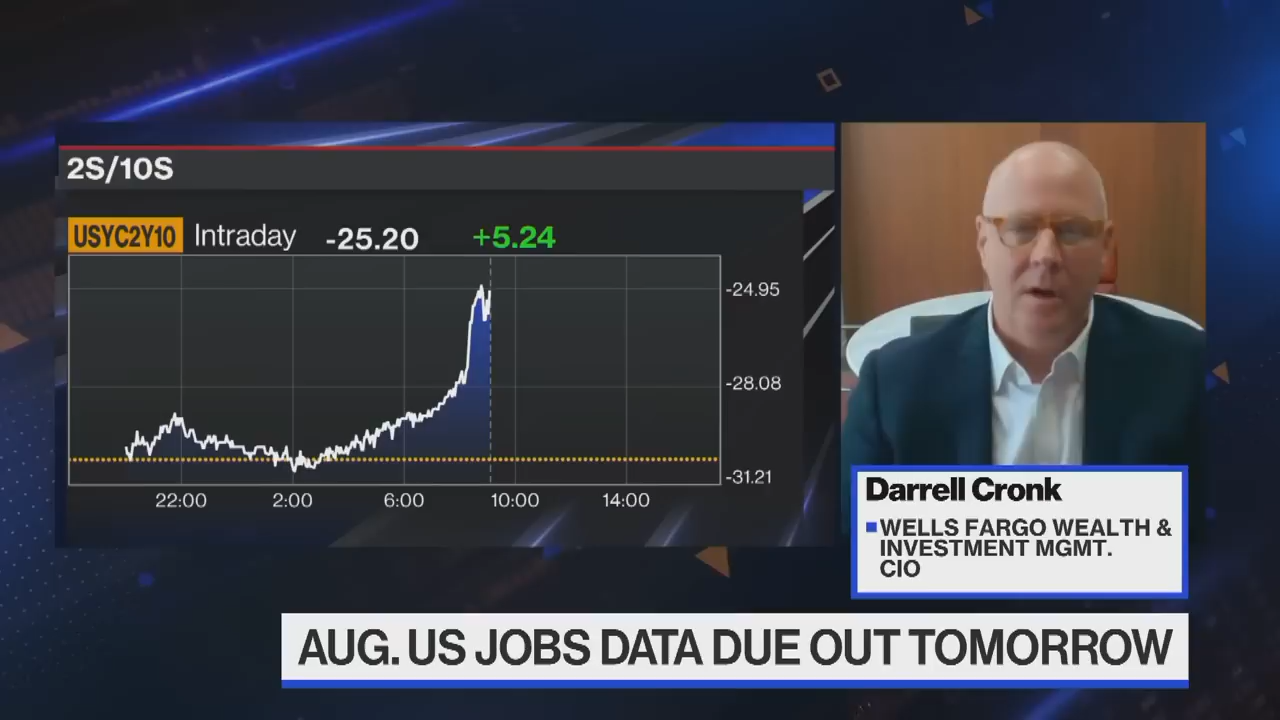 2S/10S
USYC2Y10 Intraday -25.20 +5.24
-24.95
-28.08
-31.21
22:00 2:00 6:00 10:00 14:00
Darrell Cronk
WELLS FARGO WEALTH &
INVESTMENT MGMT.
CIO
AUG. US JOBS DATA DUE OUT TOMORROW